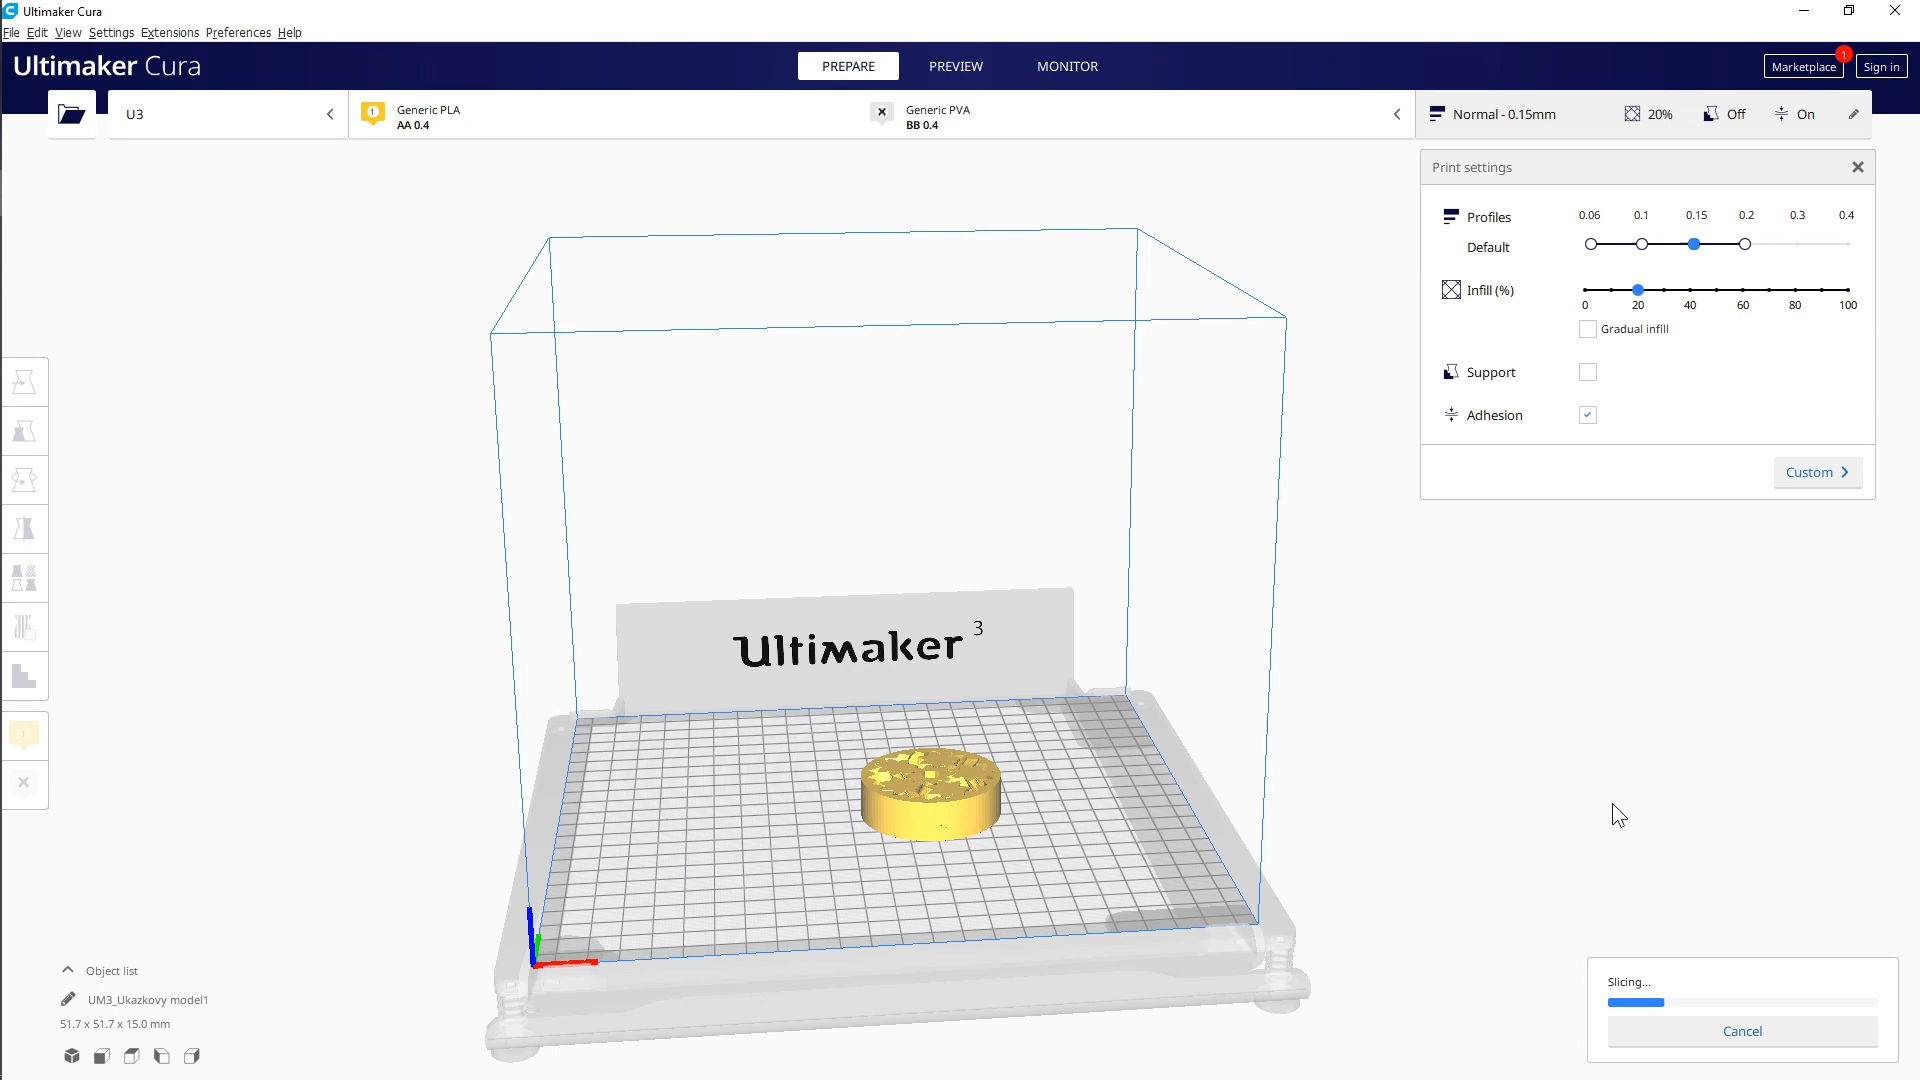 Ultimaker Cura
File Edit View Settings Extensions Preferences Help
Ultimaker Cura
PREPARE
PREVIEW
MONITOR
Marketplace
1
Sign in
U3
1
Generic PLA
AA 0.4
Generic PVA
BB 0.4
Normal - 0.15mm
20%
Off
On
Print settings
Profiles
0.06 0.1 0.15 0.2 0.3 0.4
Default
Infill (%)
0 20 40 60 80 100
Gradual infill
Support
Adhesion
Custom
Ultimaker 3
1
Object list
UM3_Ukazkovy model1
51.7 x 51.7 x 15.0 mm
Slicing...
Cancel